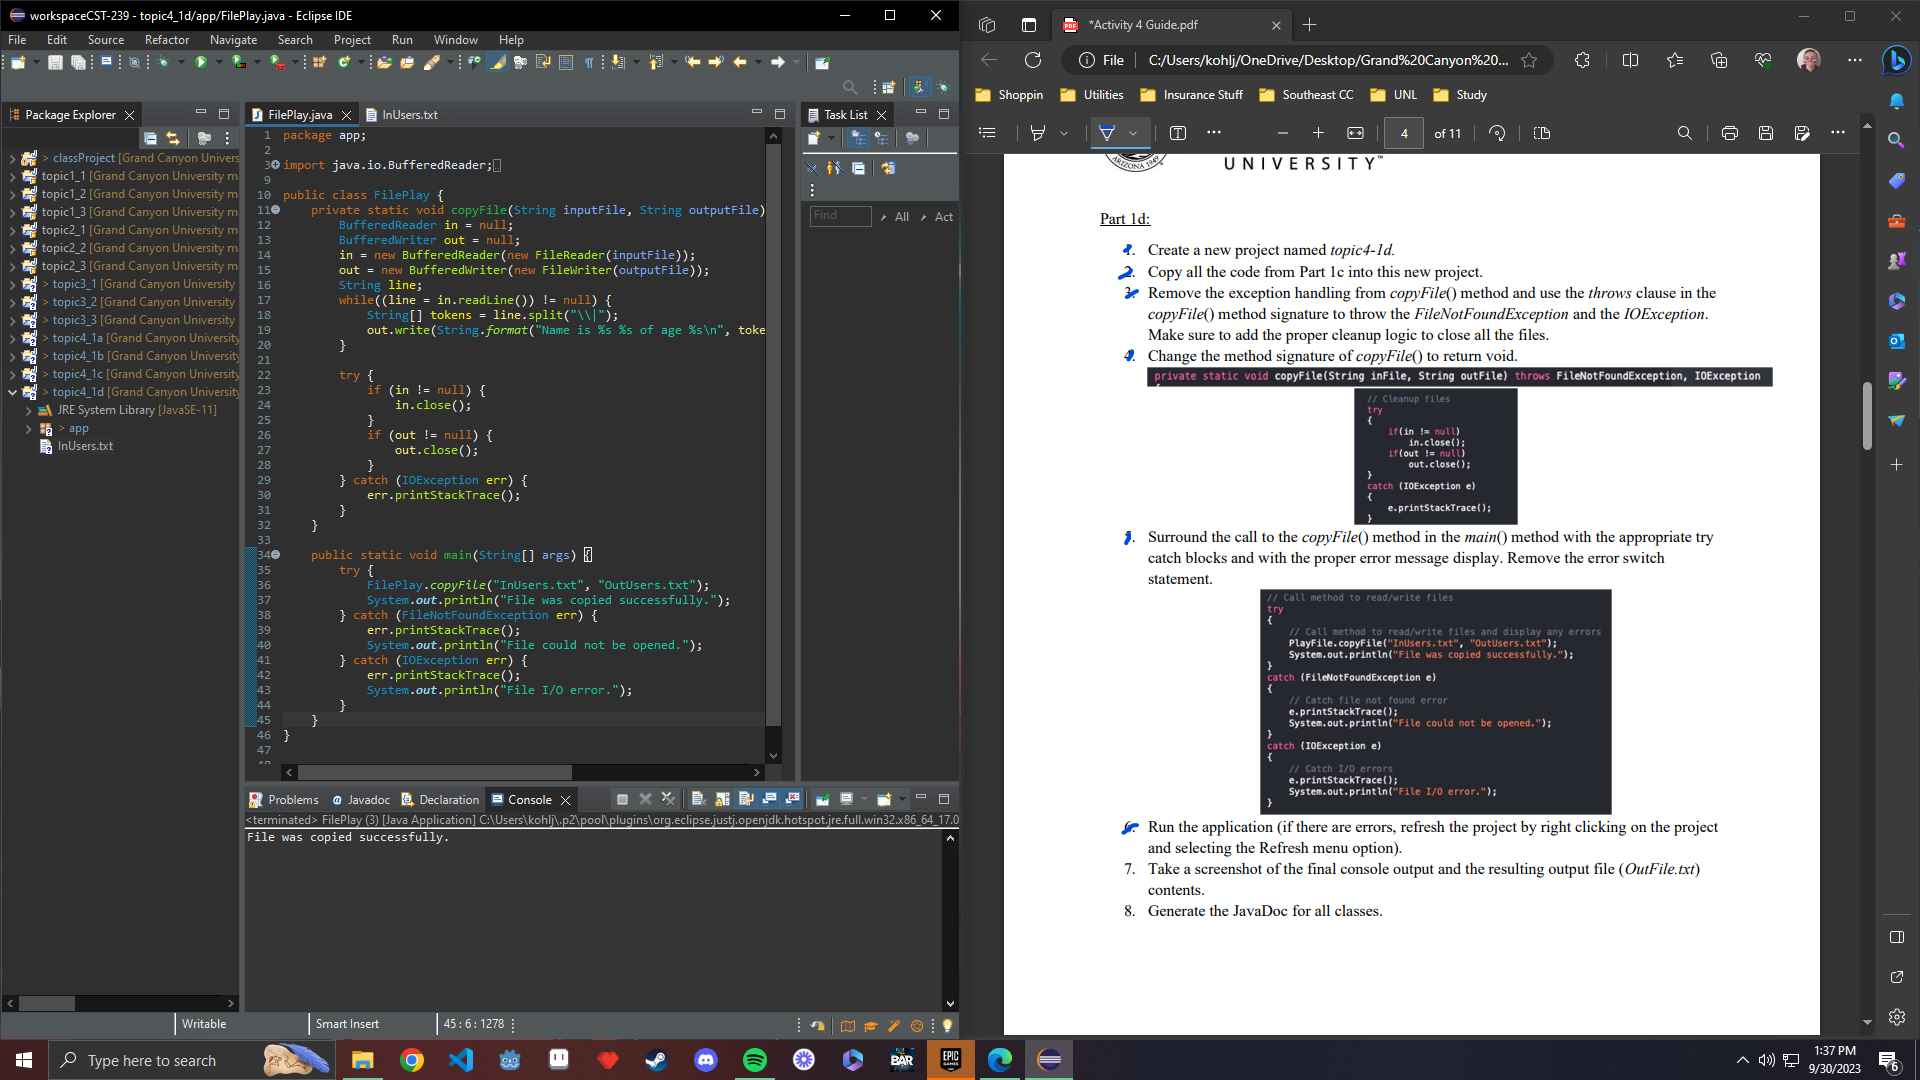 workspaceCST-239 - topic4_1d/app/FilePlay.java - Eclipse IDE
File Edit Source Refactor Navigate Search Project Run Window Help
Package Explorer
> classProject [Grand Canyon Univers
topic1_1 [Grand Canyon University m
topic1_2 [Grand Canyon University m
topic1_3 [Grand Canyon University m
topic2_1 [Grand Canyon University m
topic2_2 [Grand Canyon University m
topic2_3 [Grand Canyon University m
> topic3_1 [Grand Canyon University
> topic3_2 [Grand Canyon University
> topic3_3 [Grand Canyon University
> topic4_1a [Grand Canyon University
> topic4_1b [Grand Canyon University
> topic4_1c [Grand Canyon University
> topic4_1d [Grand Canyon University
JRE System Library [JavaSE-11]
> app
InUsers.txt
FilePlay.java InUsers.txt
1 package app;
2
3 import java.io.BufferedReader;
9
10 public class FilePlay {
11 private static void copyFile(String inputFile, String outputFile)
12 BufferedReader in = null;
13 BufferedWriter out = null;
14 in = new BufferedReader(new FileReader(inputFile));
15 out = new BufferedWriter(new FileWriter(outputFile));
16 String line;
17 while((line = in.readLine()) != null) {
18 String[] tokens = line.split("\\|");
19 out.write(String.format("Name is %s %s of age %s\n", toke
20 }
21
22 try {
23 if (in != null) {
24 in.close();
25 }
26 if (out != null) {
27 out.close();
28 }
29 } catch (IOException err) {
30 err.printStackTrace();
31 }
32 }
33
34 public static void main(String[] args) {
35 try {
36 FilePlay.copyFile("InUsers.txt", "OutUsers.txt");
37 System.out.println("File was copied successfully.");
38 } catch (FileNotFoundException err) {
39 err.printStackTrace();
40 System.out.println("File could not be opened.");
41 } catch (IOException err) {
42 err.printStackTrace();
43 System.out.println("File I/O error.");
44 }
45 }
46 }
47
Task List
Find All Act
Problems Javadoc Declaration Console
<terminated> FilePlay (3) [Java Application] C:\Users\kohlj\.p2\pool\plugins\org.eclipse.justj.openjdk.hotspot.jre.full.win32.x86_64_17.0
File was copied successfully.
Writable Smart Insert 45 : 6 : 1278
*Activity 4 Guide.pdf
File C:/Users/kohlj/OneDrive/Desktop/Grand%20Canyon%20...
Shoppin Utilities Insurance Stuff Southeast CC UNL Study
4 of 11
ARIZONA 1949
UNIVERSITY™
Part 1d:
1. Create a new project named topic4-1d.
2. Copy all the code from Part 1c into this new project.
3. Remove the exception handling from copyFile() method and use the throws clause in the
copyFile() method signature to throw the FileNotFoundException and the IOException.
Make sure to add the proper cleanup logic to close all the files.
4. Change the method signature of copyFile() to return void.
private static void copyFile(String inFile, String outFile) throws FileNotFoundException, IOException
// Cleanup files
try
{
if(in != null)
in.close();
if(out != null)
out.close();
}
catch (IOException e)
{
e.printStackTrace();
}
5. Surround the call to the copyFile() method in the main() method with the appropriate try
catch blocks and with the proper error message display. Remove the error switch
statement.
// Call method to read/write files
try
{
// Call method to read/write files and display any errors
PlayFile.copyFile("InUsers.txt", "OutUsers.txt");
System.out.println("File was copied successfully.");
}
catch (FileNotFoundException e)
{
// Catch file not found error
e.printStackTrace();
System.out.println("File could not be opened.");
}
catch (IOException e)
{
// Catch I/O errors
e.printStackTrace();
System.out.println("File I/O error.");
}
6. Run the application (if there are errors, refresh the project by right clicking on the project
and selecting the Refresh menu option).
7. Take a screenshot of the final console output and the resulting output file (OutFile.txt)
contents.
8. Generate the JavaDoc for all classes.
Type here to search
BAR
EPIC GAMES
1:37 PM
9/30/2023
6